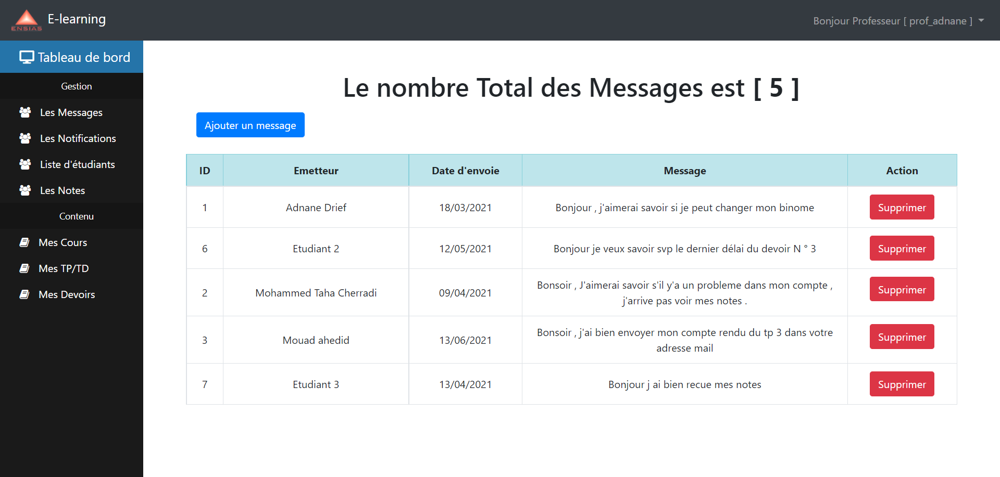 ENSIAS
E-learning
Bonjour Professeur [ prof_adnane ]
Tableau de bord
Gestion
Les Messages
Les Notifications
Liste d'étudiants
Les Notes
Contenu
Mes Cours
Mes TP/TD
Mes Devoirs
Le nombre Total des Messages est [ 5 ]
Ajouter un message
ID Emetteur Date d'envoie Message Action
1 Adnane Drief 18/03/2021 Bonjour , j'aimerai savoir si je peut changer mon binome Supprimer
6 Etudiant 2 12/05/2021 Bonjour je veux savoir svp le dernier délai du devoir N ° 3 Supprimer
2 Mohammed Taha Cherradi 09/04/2021 Bonsoir , J'aimerai savoir s'il y'a un probleme dans mon compte ,
j'arrive pas voir mes notes . Supprimer
3 Mouad ahedid 13/06/2021 Bonsoir , j'ai bien envoyer mon compte rendu du tp 3 dans votre
adresse mail Supprimer
7 Etudiant 3 13/04/2021 Bonjour j ai bien recue mes notes Supprimer